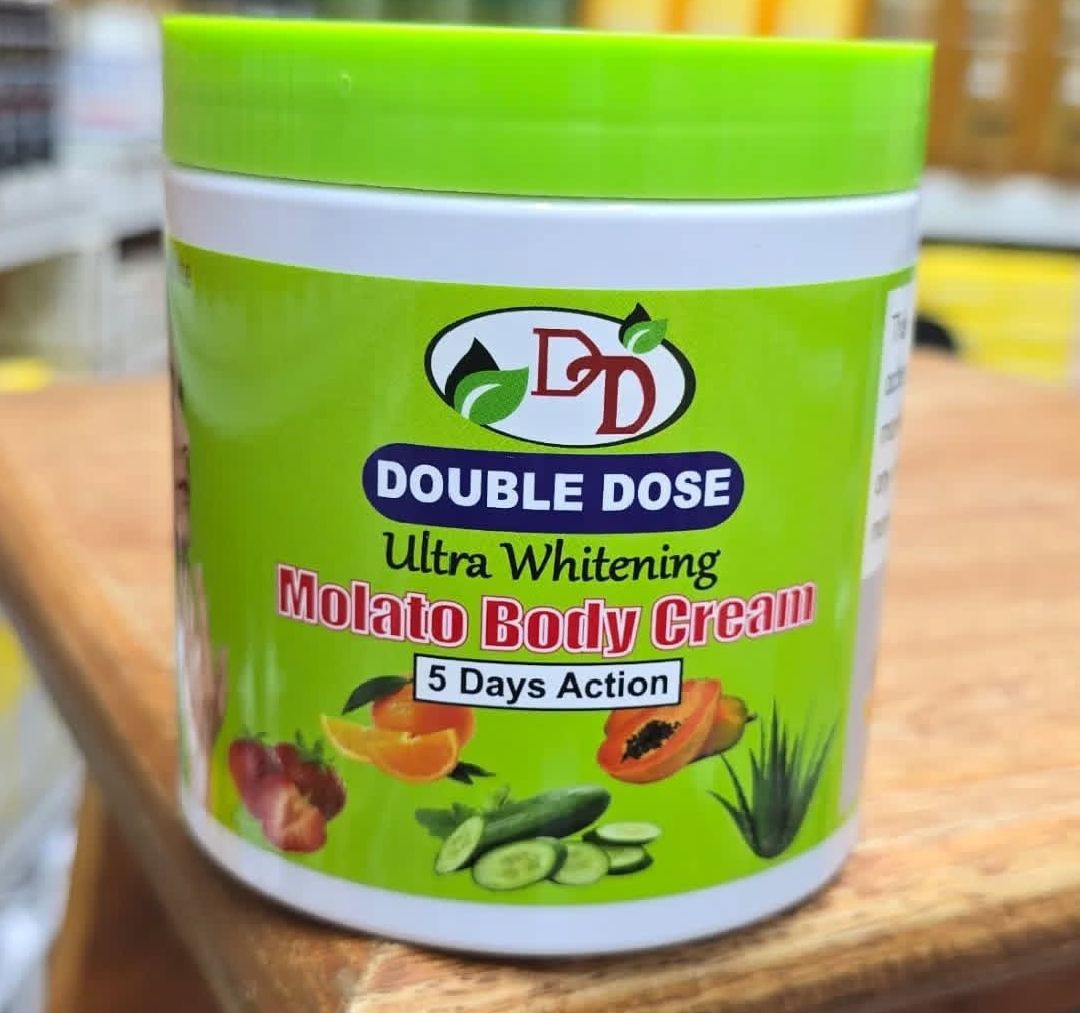 DD
DOUBLE DOSE
Ultra Whitening
Molato Body Cream
5 Days Action